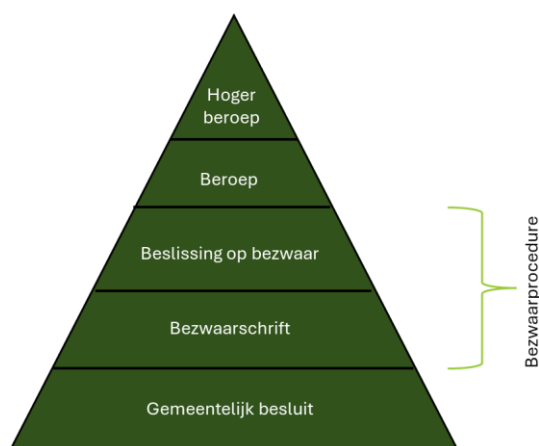 Hoger
beroep
Beroep
Beslissing op bezwaar
Bezwaarschrift
Gemeentelijk besluit
Bezwaarprocedure